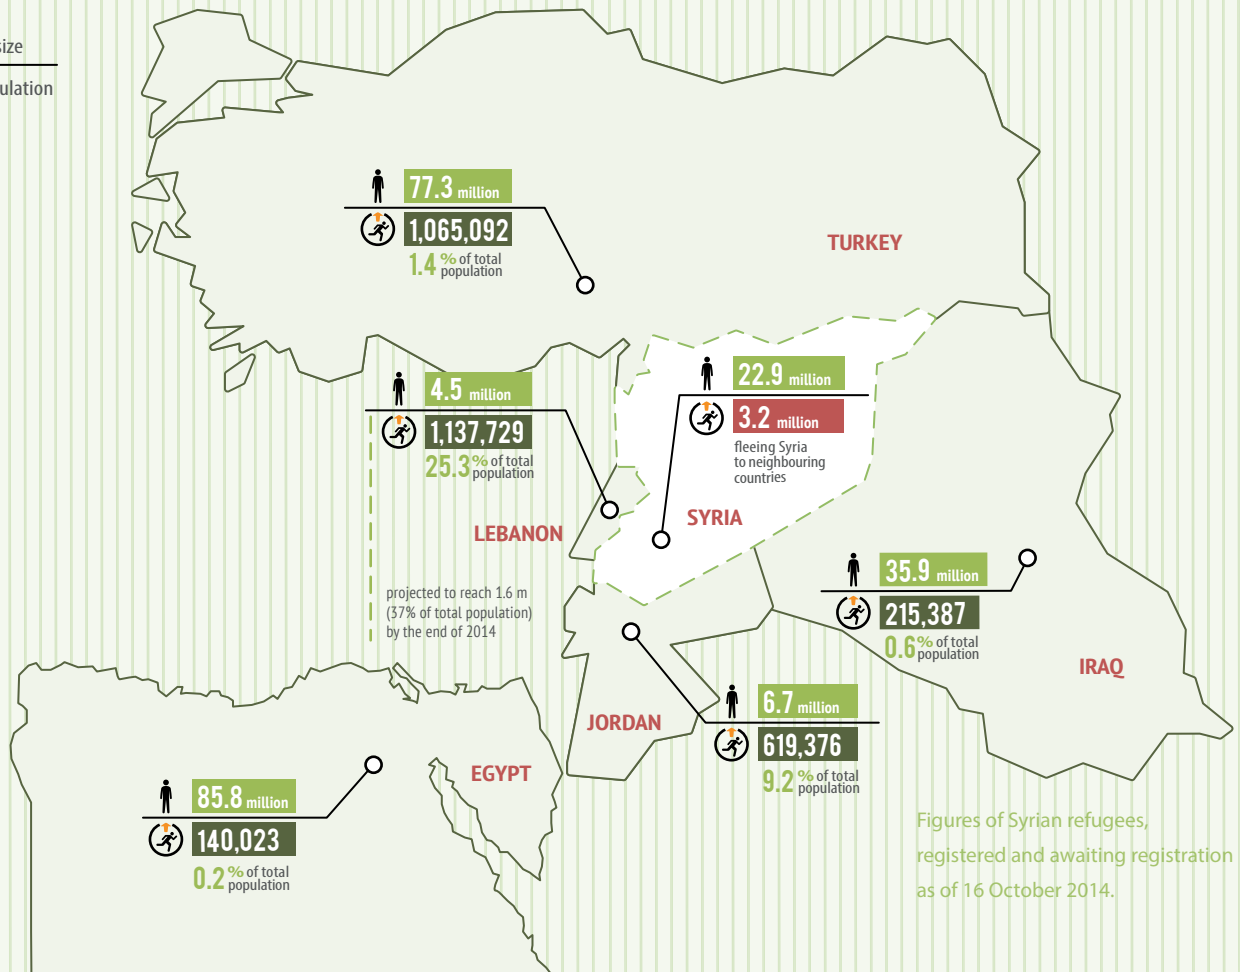 size
ulation
77.3 million
1,065,092
1.4 % of total
population
TURKEY
22.9 million
3.2 million
fleeing Syria
to neighbouring
countries
SYRIA
4.5 million
1,137,729
25.3 % of total
population
LEBANON
projected to reach 1.6 m
(37% of total population)
by the end of 2014
35.9 million
215,387
0.6 % of total
population
IRAQ
6.7 million
619,376
9.2 % of total
population
JORDAN
EGYPT
85.8 million
140,023
0.2 % of total
population
Figures of Syrian refugees,
registered and awaiting registration
as of 16 October 2014.